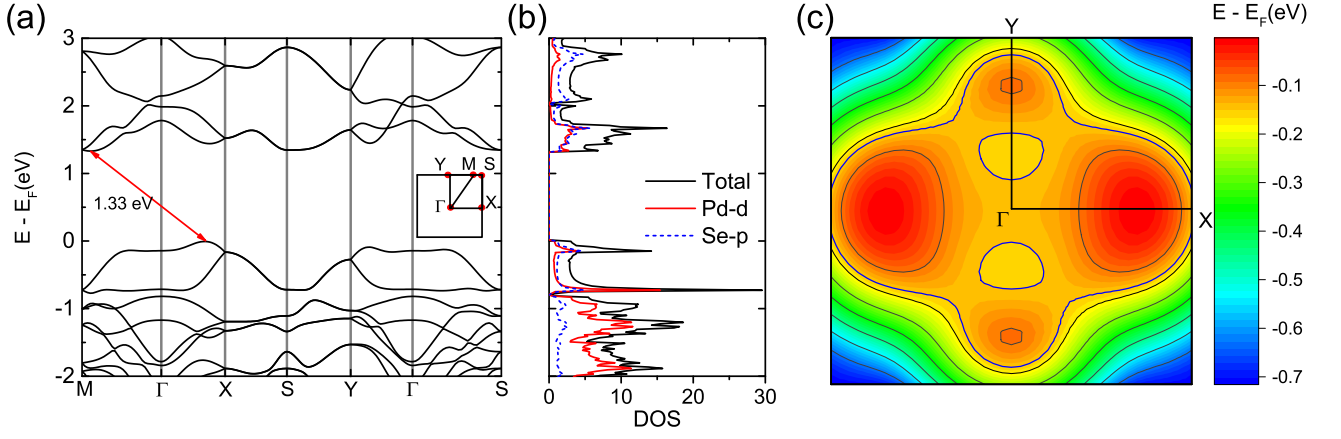 (a)
E - E_F(eV)
3
2
1
0
-1
-2
1.33 eV
Y M S
Γ X
M Γ X S Y Γ S
(b)
Total
Pd-d
Se-p
0 10 20 30
DOS
(c)
Y
Γ
X
E - E_F(eV)
-0.1
-0.2
-0.3
-0.4
-0.5
-0.6
-0.7